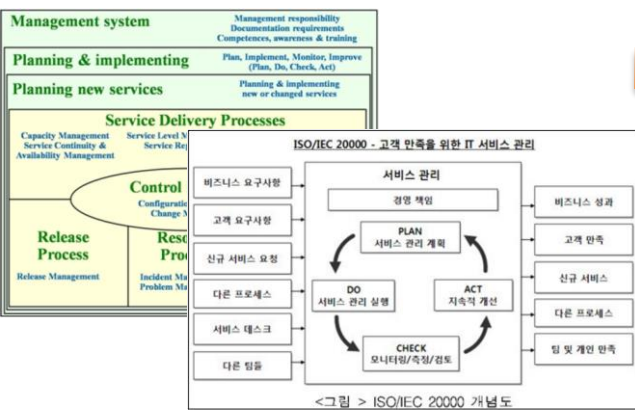 Management system
Management responsibility
Documentation requirements
Competences, awareness & training
Planning & implementing
Plan, Implement, Monitor, Improve
(Plan, Do, Check, Act)
Planning new services
Planning & implementing
new or changed services
Service Delivery Processes
Capacity Management
Service Continuity &
Availability Management
Service Level
Service
Control
Change
Release
Process
Release Management
Incident
Problem
ISO/IEC 20000 - 고객 만족을 위한 IT 서비스 관리
비즈니스 요구사항
고객 요구사항
신규 서비스 요청
다른 프로세스
서비스 데스크
다른 팀들
서비스 관리
경영 책임
PLAN
서비스 관리 계획
DO
서비스 관리 실행
ACT
지속적 개선
CHECK
모니터링/측정/검토
비즈니스 성과
고객 만족
신규 서비스
다른 프로세스
팀 및 개인 만족
<그림 > ISO/IEC 20000 개념도